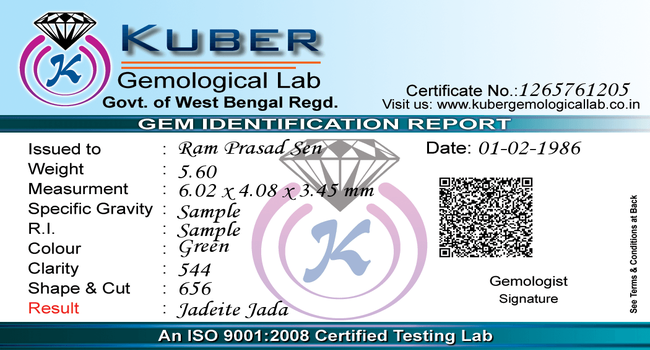 KUBER
Gemological Lab
Govt. of West Bengal Regd.
Certificate No.:1265761205
Visit us: www.kubergemologicallab.co.in
GEM IDENTIFICATION REPORT
Issued to : Ram Prasad Sen Date: 01-02-1986
Weight : 5.60
Measurment : 6.02 x 4.08 x 3.45 mm
Specific Gravity : Sample
R.I. : Sample
Colour : Green
Clarity : 544
Shape & Cut : 656
Result : Jadeite Jada
K
K
Gemologist
Signature
See Terms & Conditions at Back
An ISO 9001:2008 Certified Testing Lab